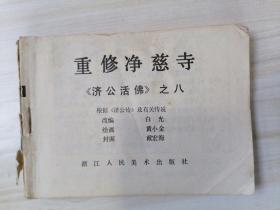 重修净慈寺
《济公活佛》之八
根据《济公传》及有关传说
改编 白光
绘画 黄小金
封面 戴宏海
浙江人民美术出版社